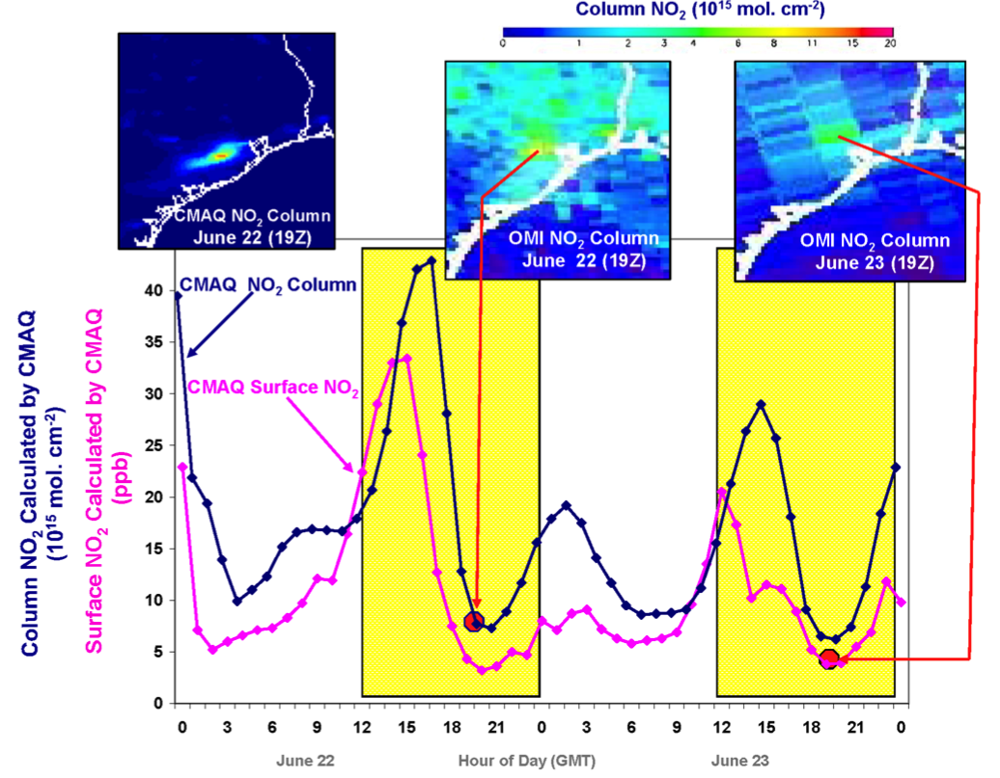 Column NO₂ (10¹⁵ mol. cm⁻²)
0 1 2 3 4 6 8 11 15 20
CMAQ NO₂ Column
June 22 (19Z)
OMI NO₂ Column
June 22 (19Z)
OMI NO₂ Column
June 23 (19Z)
Column NO₂ Calculated by CMAQ
(10¹⁵ mol. cm⁻²)
Surface NO₂ Calculated by CMAQ
(ppb)
CMAQ NO₂ Column
CMAQ Surface NO₂
40
35
30
25
20
15
10
5
0
0 3 6 9 12 15 18 21 0 3 6 9 12 15 18 21 0
June 22 Hour of Day (GMT) June 23